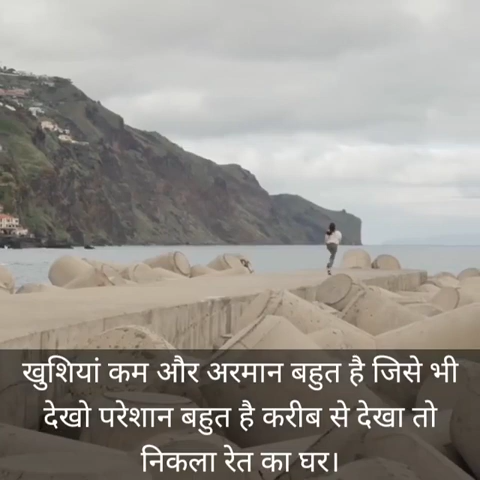 खुशियां कम और अरमान बहुत है जिसे भी
देखो परेशान बहुत है करीब से देखा तो
निकला रेत का घर।